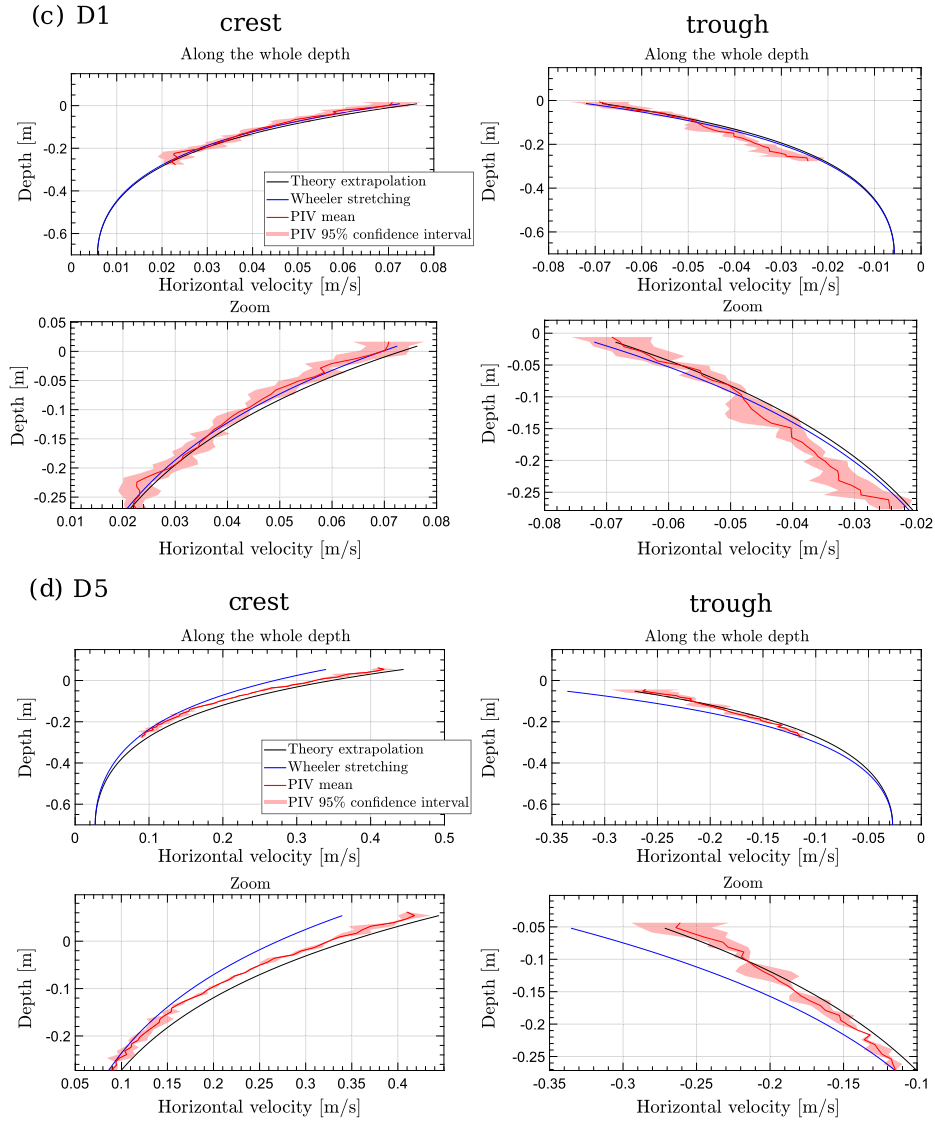 (c) D1
crest
trough
Along the whole depth
Along the whole depth
Depth [m]
0
-0.2
-0.4
-0.6
Theory extrapolation
Wheeler stretching
PIV mean
PIV 95% confidence interval
0 0.01 0.02 0.03 0.04 0.05 0.06 0.07 0.08
Horizontal velocity [m/s]
Depth [m]
0
-0.2
-0.4
-0.6
-0.08 -0.07 -0.06 -0.05 -0.04 -0.03 -0.02 -0.01 0
Horizontal velocity [m/s]
Zoom
Depth [m]
0.05
0
-0.05
-0.1
-0.15
-0.2
-0.25
0.01 0.02 0.03 0.04 0.05 0.06 0.07 0.08
Horizontal velocity [m/s]
Zoom
Depth [m]
0
-0.05
-0.1
-0.15
-0.2
-0.25
-0.08 -0.07 -0.06 -0.05 -0.04 -0.03 -0.02
Horizontal velocity [m/s]
(d) D5
crest
trough
Along the whole depth
Along the whole depth
Depth [m]
0
-0.2
-0.4
-0.6
Theory extrapolation
Wheeler stretching
PIV mean
PIV 95% confidence interval
0 0.1 0.2 0.3 0.4 0.5
Horizontal velocity [m/s]
Depth [m]
0
-0.2
-0.4
-0.6
-0.35 -0.3 -0.25 -0.2 -0.15 -0.1 -0.05 0
Horizontal velocity [m/s]
Zoom
Depth [m]
0
-0.1
-0.2
0.05 0.1 0.15 0.2 0.25 0.3 0.35 0.4
Horizontal velocity [m/s]
Zoom
Depth [m]
-0.05
-0.1
-0.15
-0.2
-0.25
-0.35 -0.3 -0.25 -0.2 -0.15 -0.1
Horizontal velocity [m/s]